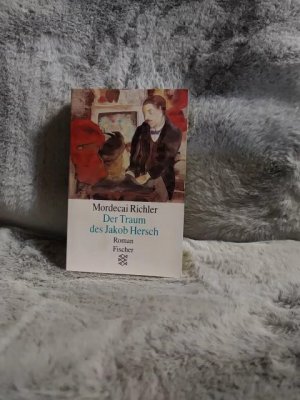 Mordecai Richler
Der Traum
des Jakob Hersch
Roman
Fischer